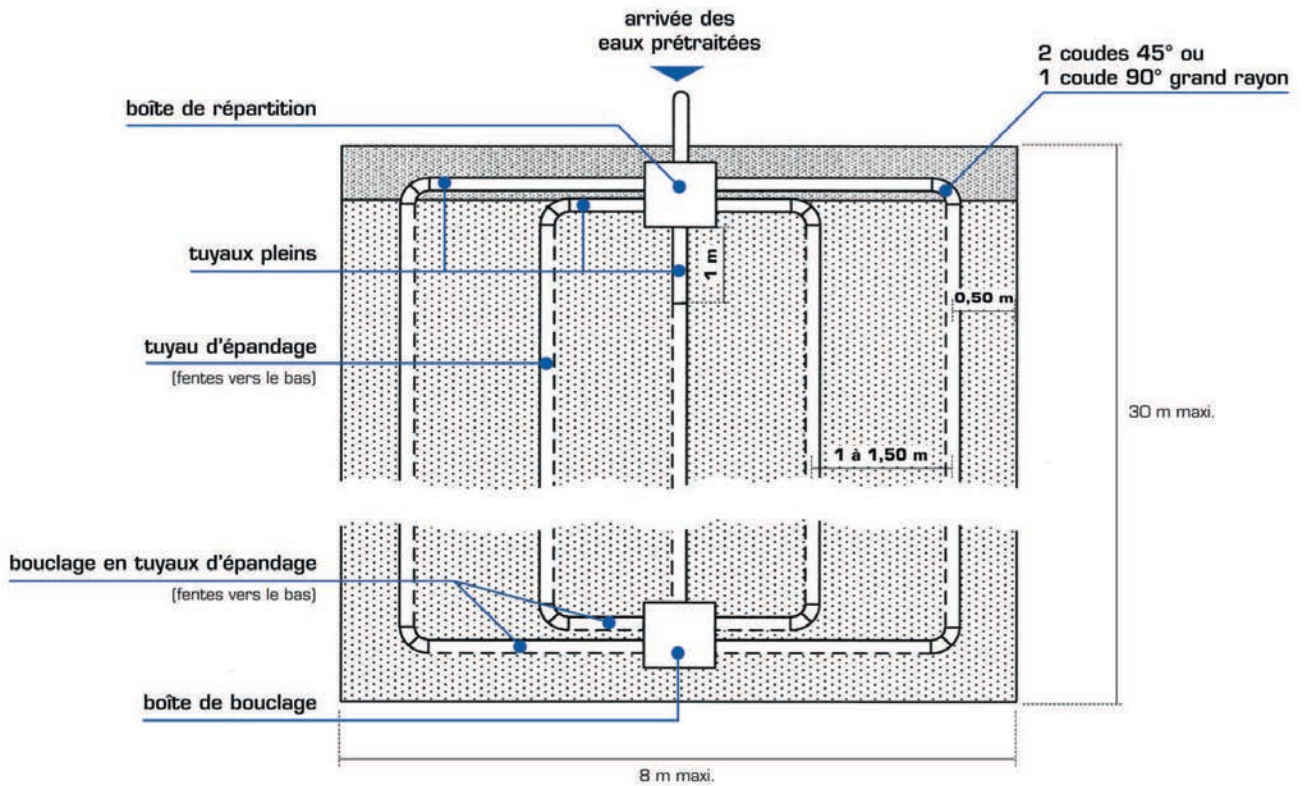 arrivée des
eaux prétraitées
2 coudes 45° ou
1 coude 90° grand rayon
boîte de répartition
tuyaux pleins
1 m
0,50 m
tuyau d'épandage
(fentes vers le bas)
30 m maxi.
1 à 1,50 m
bouclage en tuyaux d'épandage
(fentes vers le bas)
boîte de bouclage
8 m maxi.